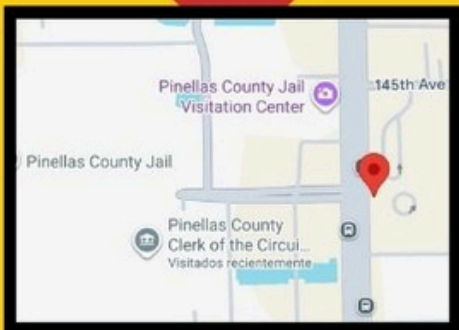 Pinellas County Jail
Visitation Center
145th Ave
Pinellas County Jail
Pinellas County
Clerk of the Circui...
Visitados recientemente